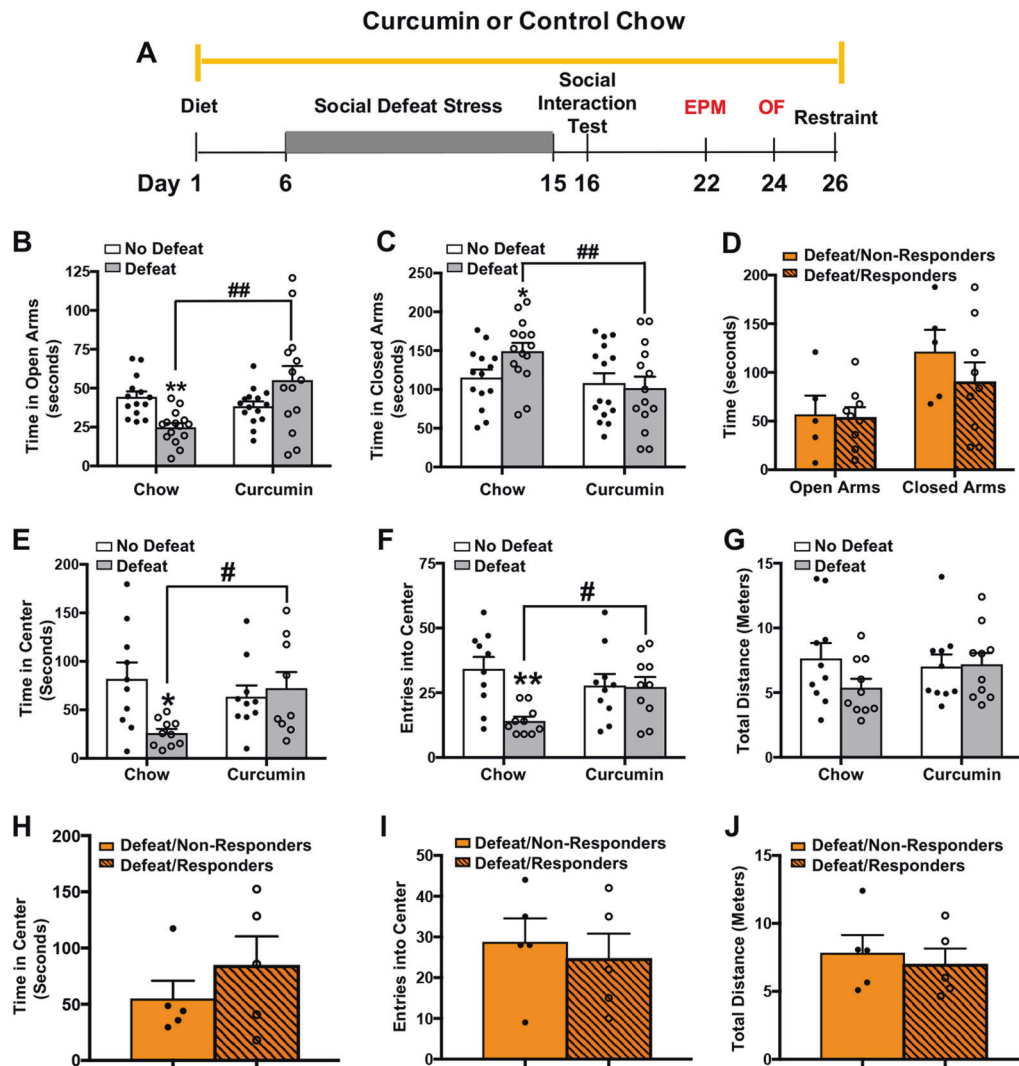 Curcumin or Control Chow
A
Diet
Social Defeat Stress
Social
Interaction
Test
EPM
OF
Restraint
Day 1 6 15 16 22 24 26
B
No Defeat
Defeat
Time in Open Arms
(seconds)
125
100
75
50
25
0
**
##
Chow
Curcumin
C
No Defeat
Defeat
Time in Closed Arms
(seconds)
250
200
150
100
50
0
*
##
Chow
Curcumin
D
Defeat/Non-Responders
Defeat/Responders
Time (seconds)
200
150
100
50
0
Open Arms
Closed Arms
E
No Defeat
Defeat
Time in Center
(Seconds)
200
150
100
50
0
*
#
Chow
Curcumin
F
No Defeat
Defeat
Entries into Center
75
50
25
0
**
#
Chow
Curcumin
G
No Defeat
Defeat
Total Distance (Meters)
15
10
5
0
Chow
Curcumin
H
Defeat/Non-Responders
Defeat/Responders
Time in Center
(Seconds)
200
150
100
50
0
I
Defeat/Non-Responders
Defeat/Responders
Entries into Center
50
40
30
20
10
0
J
Defeat/Non-Responders
Defeat/Responders
Total Distance (Meters)
15
10
5
0